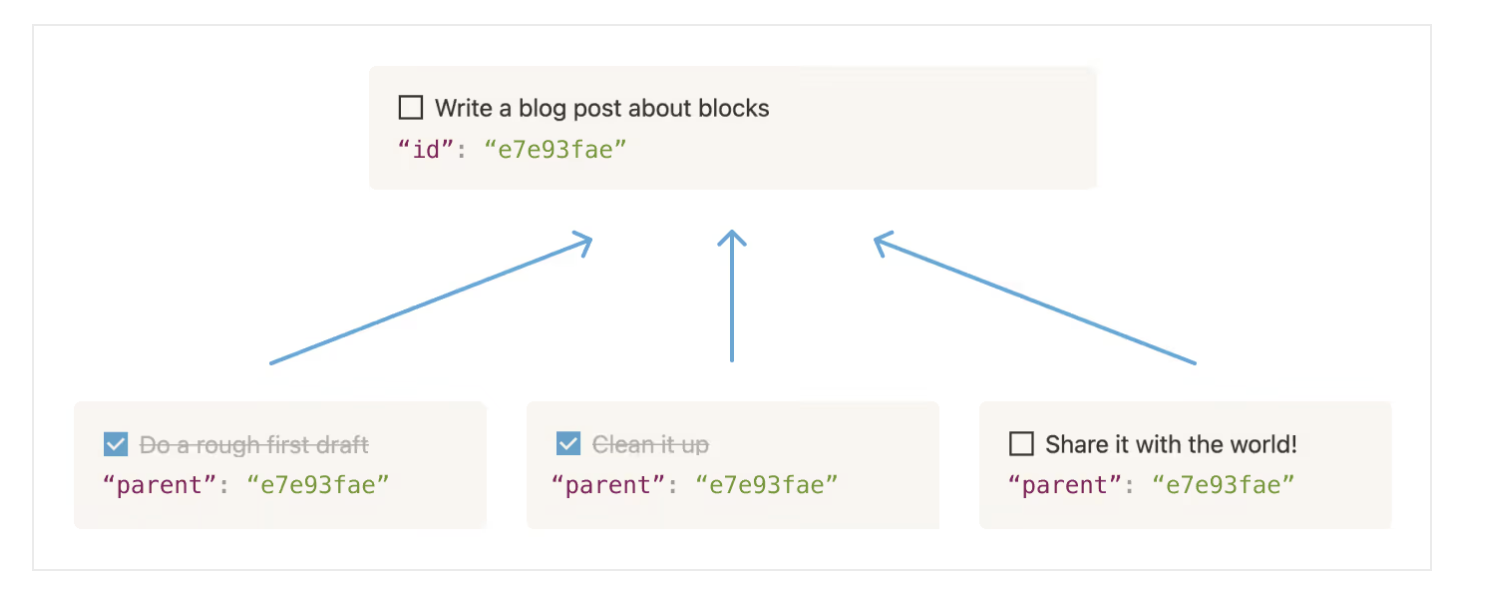 Write a blog post about blocks
“id”: “e7e93fae”
Do a rough first draft
“parent”: “e7e93fae”
Clean it up
“parent”: “e7e93fae”
Share it with the world!
“parent”: “e7e93fae”